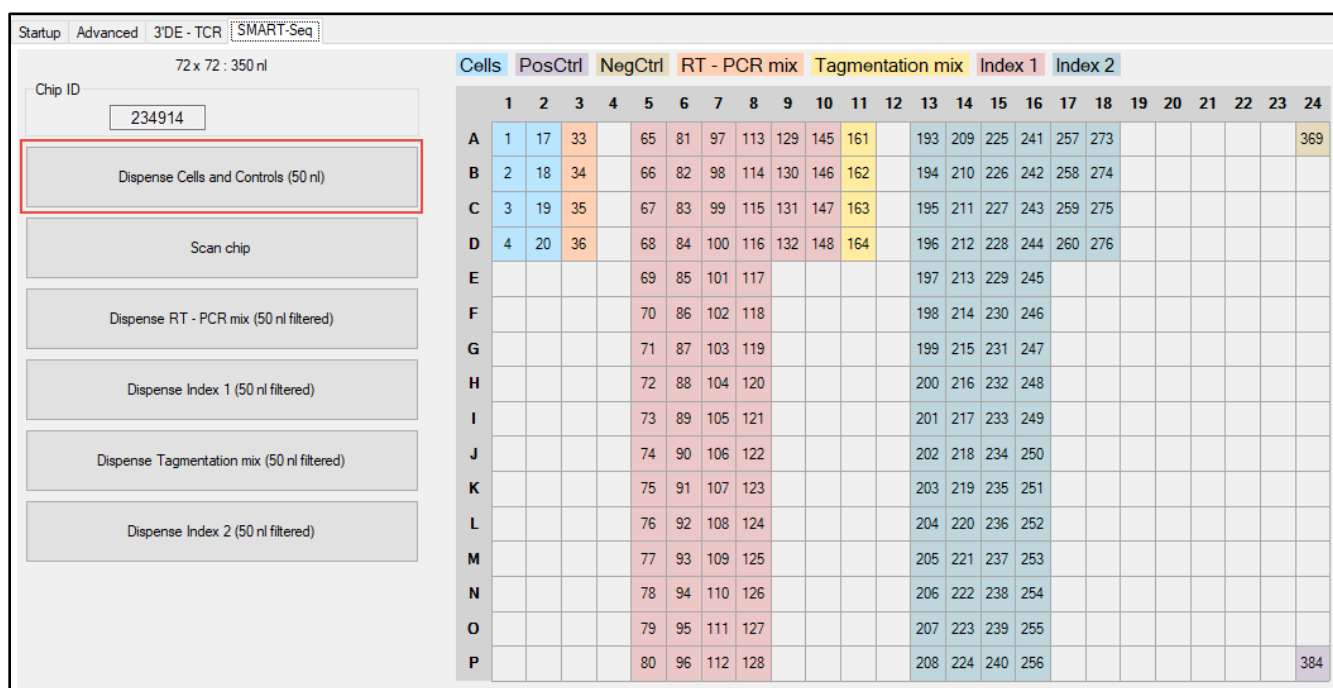 Startup Advanced 3'DE - TCR SMART-Seq
72 x 72 : 350 nl
Chip ID
234914
Dispense Cells and Controls (50 nl)
Scan chip
Dispense RT - PCR mix (50 nl filtered)
Dispense Index 1 (50 nl filtered)
Dispense Tagmentation mix (50 nl filtered)
Dispense Index 2 (50 nl filtered)
Cells PosCtrl NegCtrl RT - PCR mix Tagmentation mix Index 1 Index 2
1 2 3 4 5 6 7 8 9 10 11 12 13 14 15 16 17 18 19 20 21 22 23 24
A 1 17 33 65 81 97 113 129 145 161 193 209 225 241 257 273 369
B 2 18 34 66 82 98 114 130 146 162 194 210 226 242 258 274
C 3 19 35 67 83 99 115 131 147 163 195 211 227 243 259 275
D 4 20 36 68 84 100 116 132 148 164 196 212 228 244 260 276
E 69 85 101 117 197 213 229 245
F 70 86 102 118 198 214 230 246
G 71 87 103 119 199 215 231 247
H 72 88 104 120 200 216 232 248
I 73 89 105 121 201 217 233 249
J 74 90 106 122 202 218 234 250
K 75 91 107 123 203 219 235 251
L 76 92 108 124 204 220 236 252
M 77 93 109 125 205 221 237 253
N 78 94 110 126 206 222 238 254
O 79 95 111 127 207 223 239 255
P 80 96 112 128 208 224 240 256 384